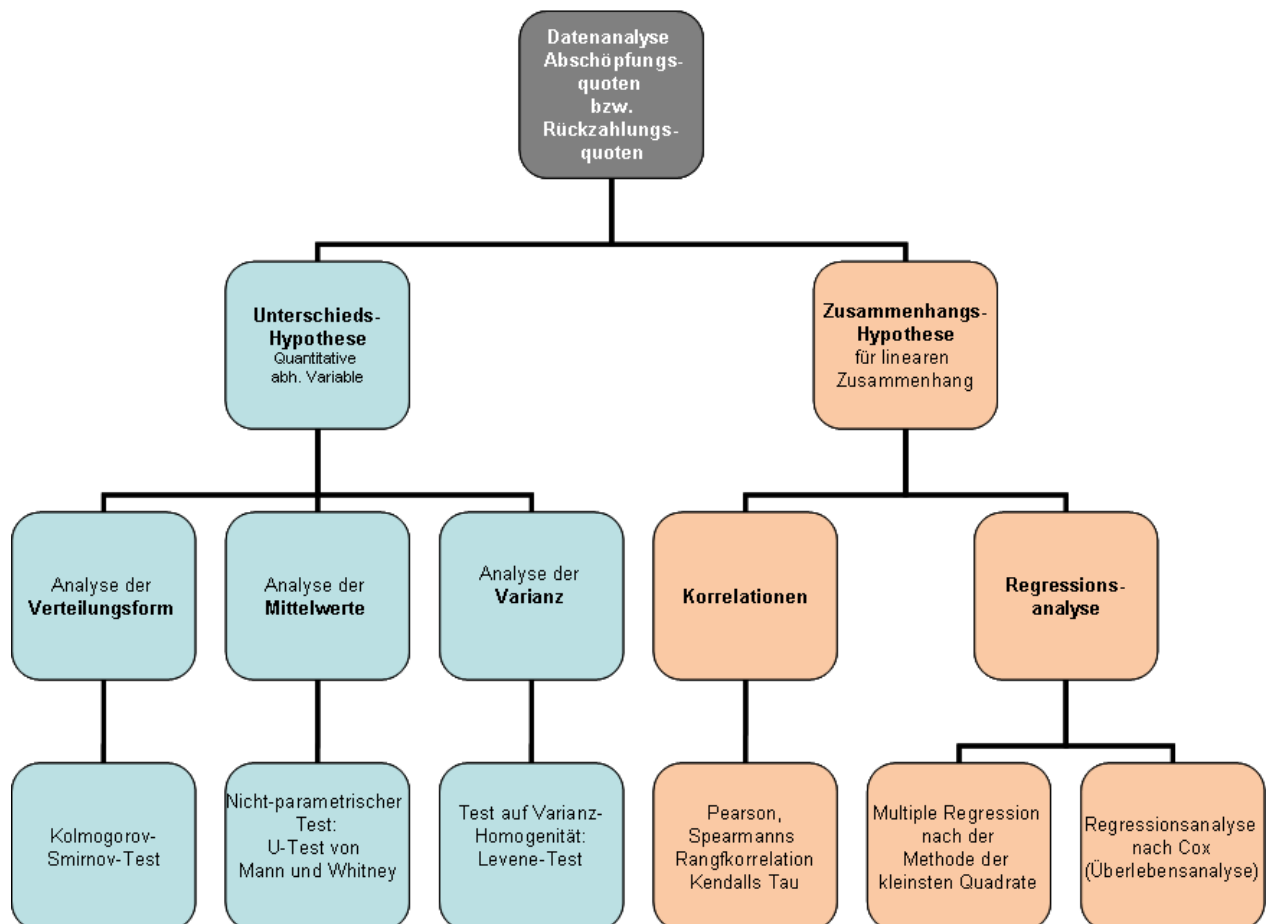 Datenanalyse
Abschöpfungs-
quoten
bzw.
Rückzahlungs-
quoten
Unterschieds-
Hypothese
Quantitative
abh. Variable
Zusammenhangs-
Hypothese
für linearen
Zusammenhang
Analyse der
Verteilungsform
Analyse der
Mittelwerte
Analyse der
Varianz
Korrelationen
Regressions-
analyse
Kolmogorov-
Smirnov-Test
Nicht-parametrischer
Test:
U-Test von
Mann und Whitney
Test auf Varianz-
Homogenität:
Levene-Test
Pearson,
Spearmanns
Rangfkorrelation
Kendalls Tau
Multiple Regression
nach der
Methode der
kleinsten Quadrate
Regressionsanalyse
nach Cox
(Überlebensanalyse)